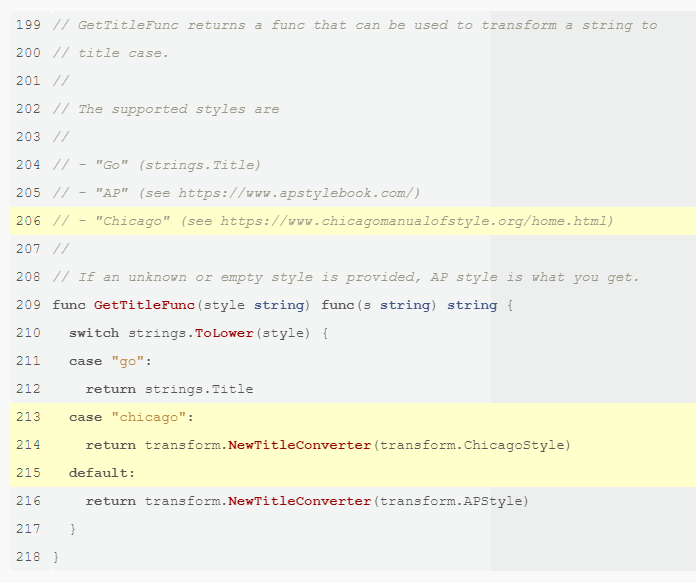 199 // GetTitleFunc returns a func that can be used to transform a string to
200 // title case.
201 //
202 // The supported styles are
203 //
204 // - "Go" (strings.Title)
205 // - "AP" (see https://www.apstylebook.com/)
206 // - "Chicago" (see https://www.chicagomanualofstyle.org/home.html)
207 //
208 // If an unknown or empty style is provided, AP style is what you get.
209 func GetTitleFunc(style string) func(s string) string {
210   switch strings.ToLower(style) {
211   case "go":
212     return strings.Title
213   case "chicago":
214     return transform.NewTitleConverter(transform.ChicagoStyle)
215   default:
216     return transform.NewTitleConverter(transform.APStyle)
217   }
218 }